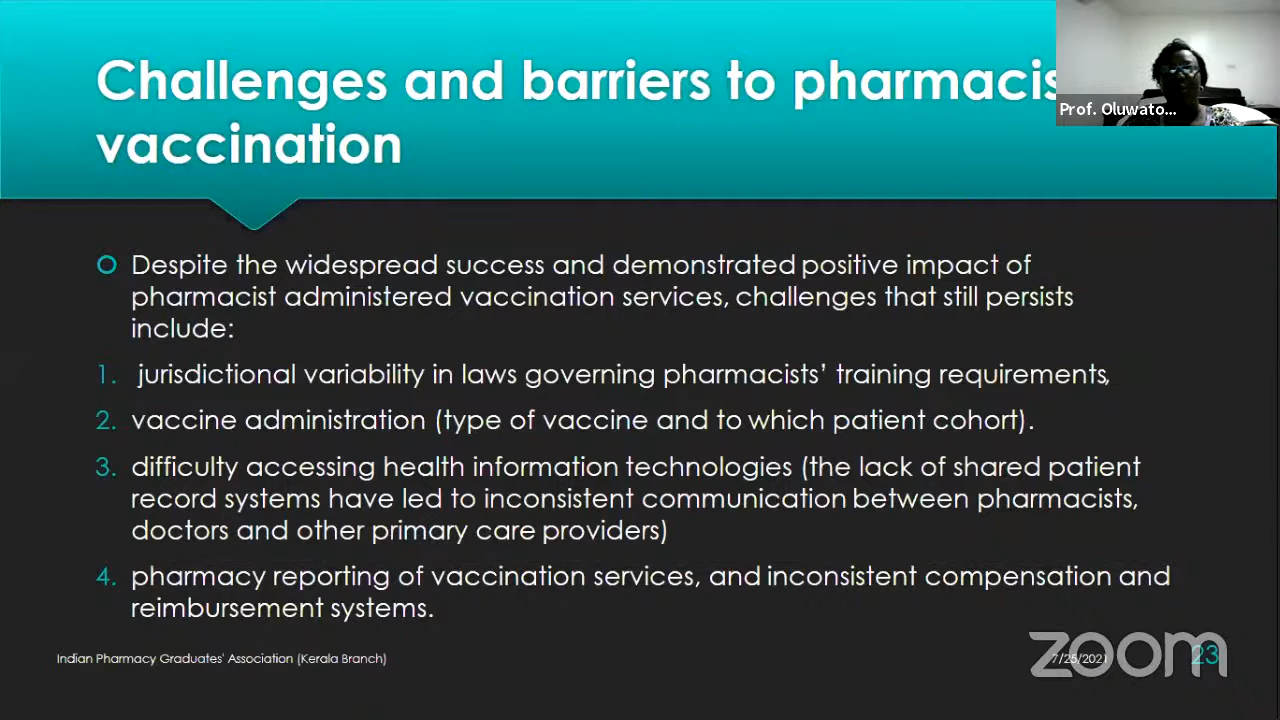 Challenges and barriers to pharmacis
vaccination
Prof. Oluwato...
Despite the widespread success and demonstrated positive impact of
pharmacist administered vaccination services, challenges that still persists
include:
1. jurisdictional variability in laws governing pharmacists’ training requirements,
2. vaccine administration (type of vaccine and to which patient cohort).
3. difficulty accessing health information technologies (the lack of shared patient
record systems have led to inconsistent communication between pharmacists,
doctors and other primary care providers)
4. pharmacy reporting of vaccination services, and inconsistent compensation and
reimbursement systems.
Indian Pharmacy Graduates' Association (Kerala Branch)
7/25/2021
23
zoom